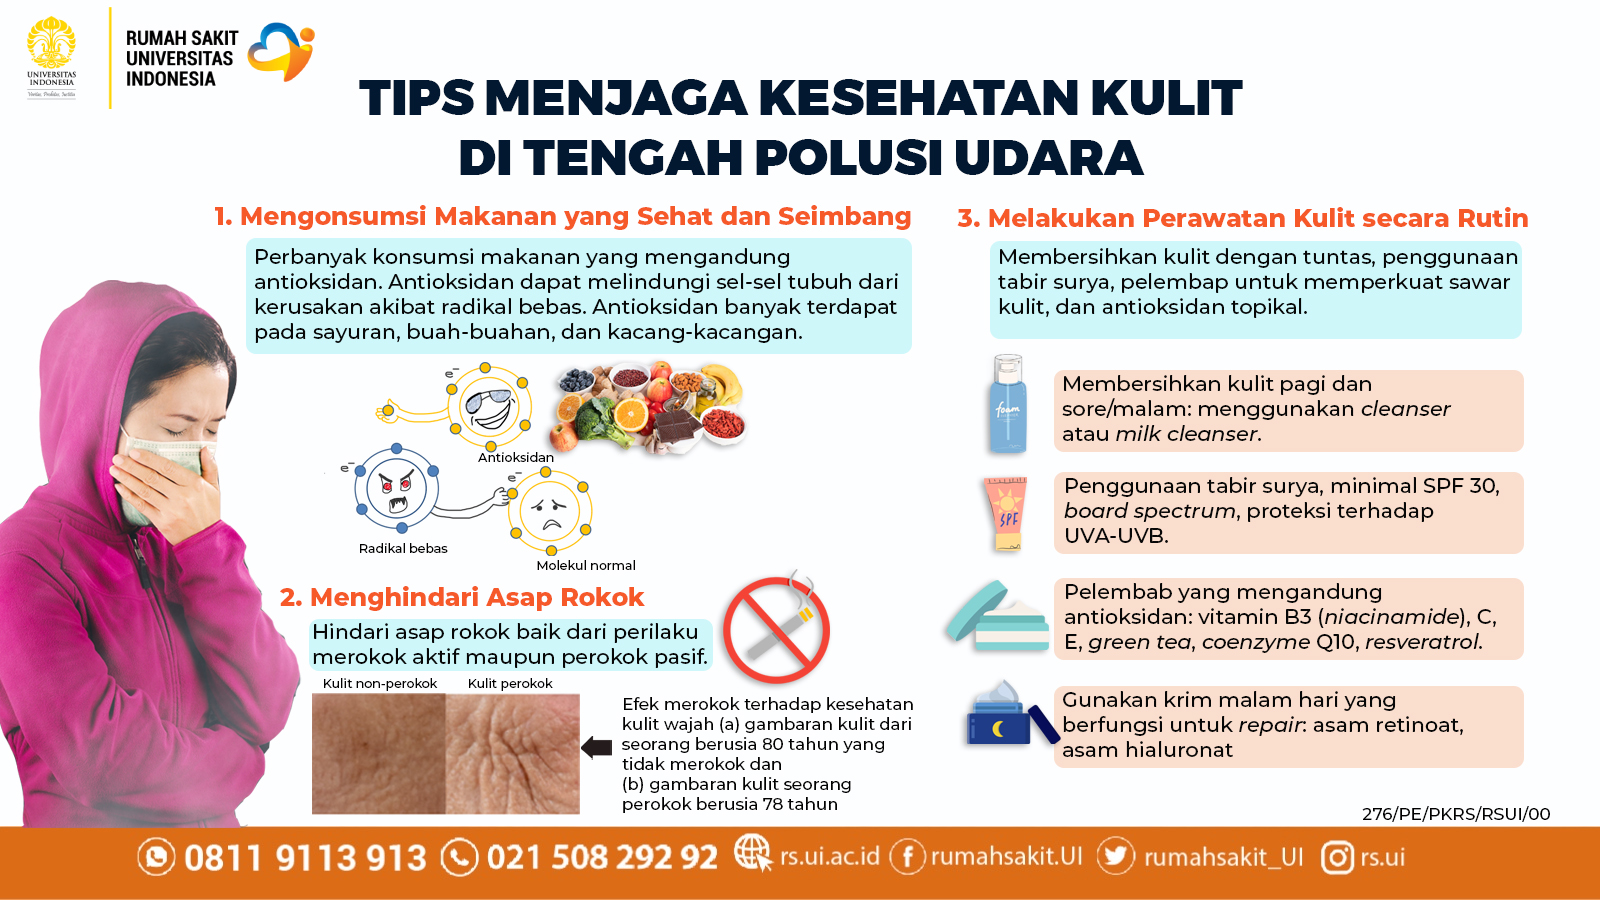 UNIVERSITAS
INDONESIA
Veritas, Probitas, Iustitia
RUMAH SAKIT
UNIVERSITAS
INDONESIA
TIPS MENJAGA KESEHATAN KULIT
DI TENGAH POLUSI UDARA
1. Mengonsumsi Makanan yang Sehat dan Seimbang
Perbanyak konsumsi makanan yang mengandung
antioksidan. Antioksidan dapat melindungi sel-sel tubuh dari
kerusakan akibat radikal bebas. Antioksidan banyak terdapat
pada sayuran, buah-buahan, dan kacang-kacangan.
e⁻
Antioksidan
e⁻
e⁻
Radikal bebas
Molekul normal
2. Menghindari Asap Rokok
Hindari asap rokok baik dari perilaku
merokok aktif maupun perokok pasif.
Kulit non-perokok
Kulit perokok
Efek merokok terhadap kesehatan
kulit wajah (a) gambaran kulit dari
seorang berusia 80 tahun yang
tidak merokok dan
(b) gambaran kulit seorang
perokok berusia 78 tahun
3. Melakukan Perawatan Kulit secara Rutin
Membersihkan kulit dengan tuntas, penggunaan
tabir surya, pelembap untuk memperkuat sawar
kulit, dan antioksidan topikal.
foam
Membersihkan kulit pagi dan
sore/malam: menggunakan cleanser
atau milk cleanser.
SPF
Penggunaan tabir surya, minimal SPF 30,
board spectrum, proteksi terhadap
UVA-UVB.
Pelembab yang mengandung
antioksidan: vitamin B3 (niacinamide), C,
E, green tea, coenzyme Q10, resveratrol.
Gunakan krim malam hari yang
berfungsi untuk repair: asam retinoat,
asam hialuronat
276/PE/PKRS/RSUI/00
0811 9113 913
021 508 292 92
rs.ui.ac.id
rumahsakit.UI
rumahsakit_UI
rs.ui